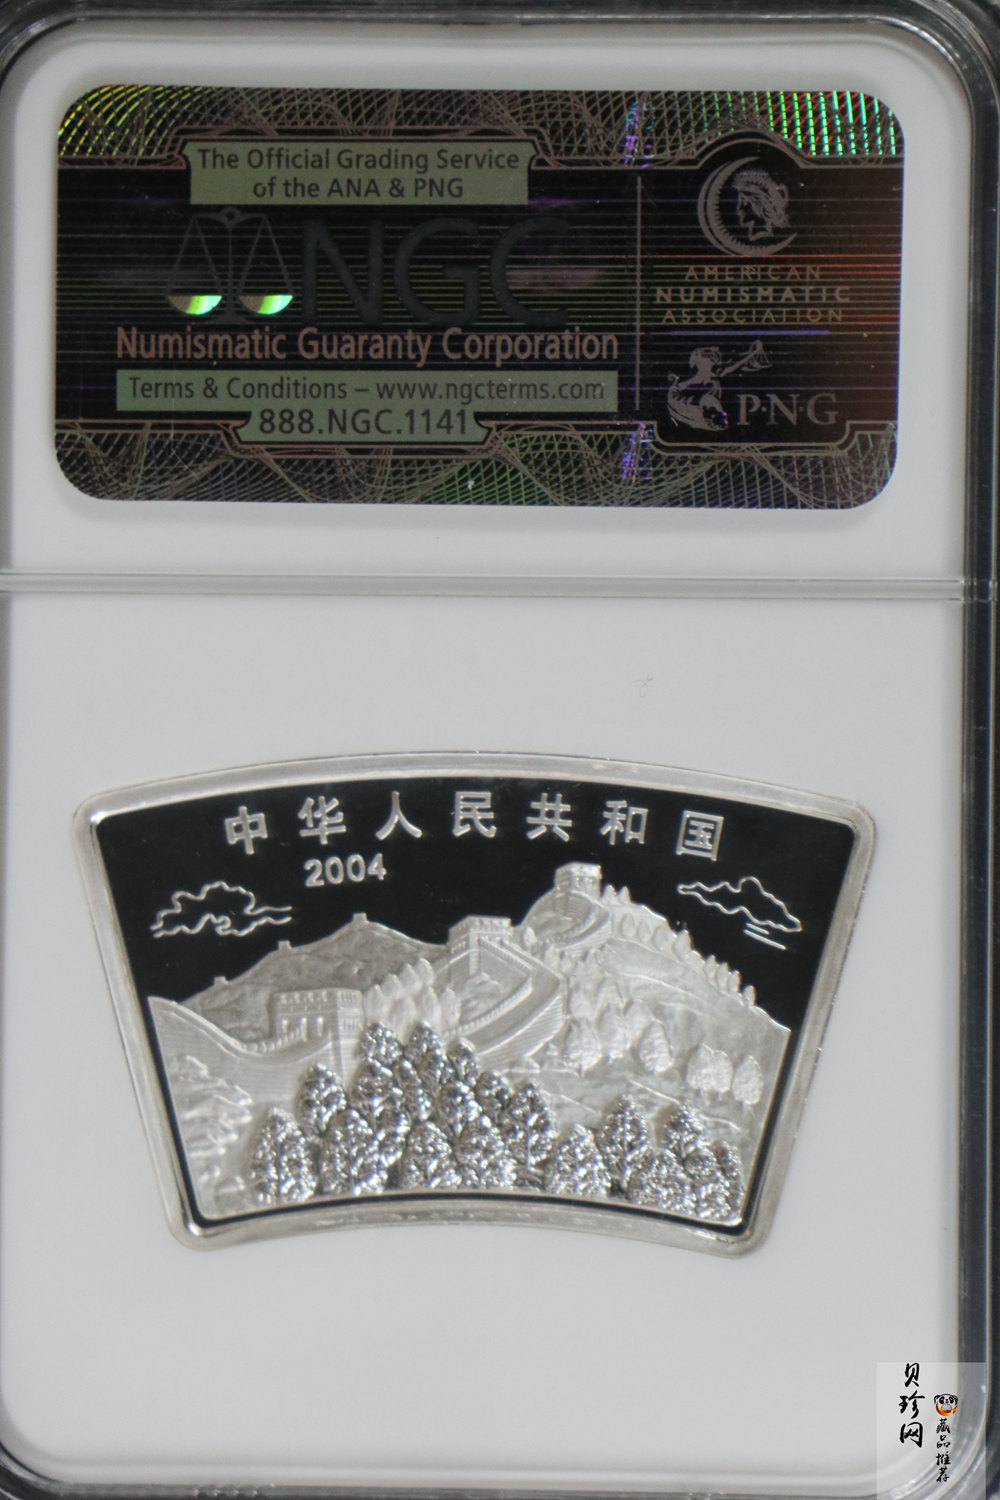 The Official Grading Service
of the ANA & PNG
NGC
Numismatic Guaranty Corporation
Terms & Conditions – www.ngcterms.com
888.NGC.1141
AMERICAN
NUMISMATIC
ASSOCIATION
P·N·G
中华人民共和国
2004
贝珍网
藏品推荐